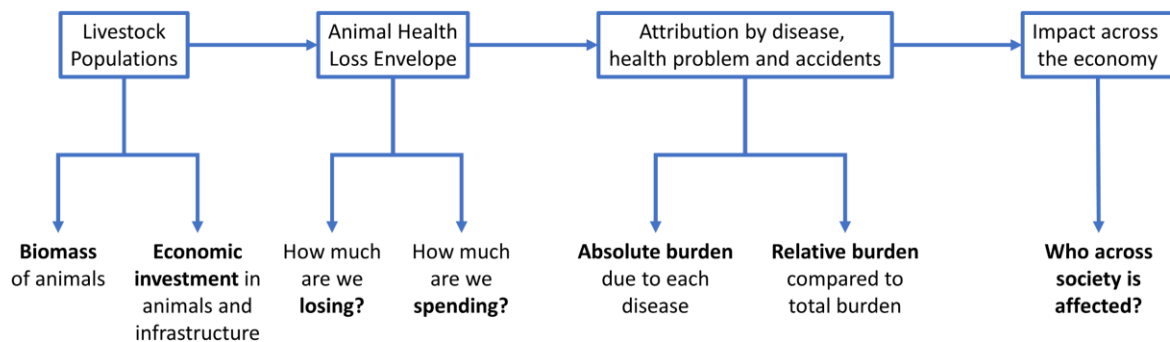 Livestock
Populations
Animal Health
Loss Envelope
Attribution by disease,
health problem and accidents
Impact across
the economy
Biomass
of animals
Economic
investment in
animals and
infrastructure
How much
are we
losing?
How much
are we
spending?
Absolute burden
due to each
disease
Relative burden
compared to
total burden
Who across
society is
affected?